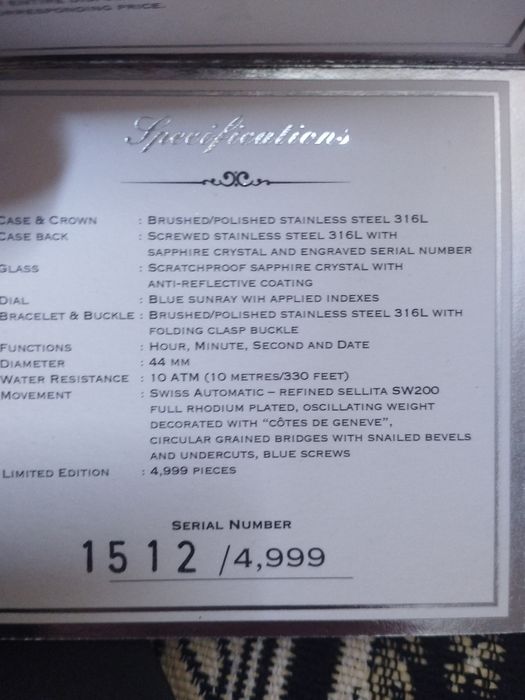 CORRESPONDING PRICE.
Specifications
CASE & CROWN : BRUSHED/POLISHED STAINLESS STEEL 316L
CASE BACK : SCREWED STAINLESS STEEL 316L WITH
SAPPHIRE CRYSTAL AND ENGRAVED SERIAL NUMBER
GLASS : SCRATCHPROOF SAPPHIRE CRYSTAL WITH
ANTI-REFLECTIVE COATING
DIAL : BLUE SUNRAY WIH APPLIED INDEXES
BRACELET & BUCKLE : BRUSHED/POLISHED STAINLESS STEEL 316L WITH
FOLDING CLASP BUCKLE
FUNCTIONS : HOUR, MINUTE, SECOND AND DATE
DIAMETER : 44 MM
WATER RESISTANCE : 10 ATM (10 METRES/330 FEET)
MOVEMENT : SWISS AUTOMATIC – REFINED SELLITA SW200
FULL RHODIUM PLATED, OSCILLATING WEIGHT
DECORATED WITH “CÔTES DE GENEVE”,
CIRCULAR GRAINED BRIDGES WITH SNAILED BEVELS
AND UNDERCUTS, BLUE SCREWS
LIMITED EDITION : 4,999 PIECES
SERIAL NUMBER
1512 /4,999